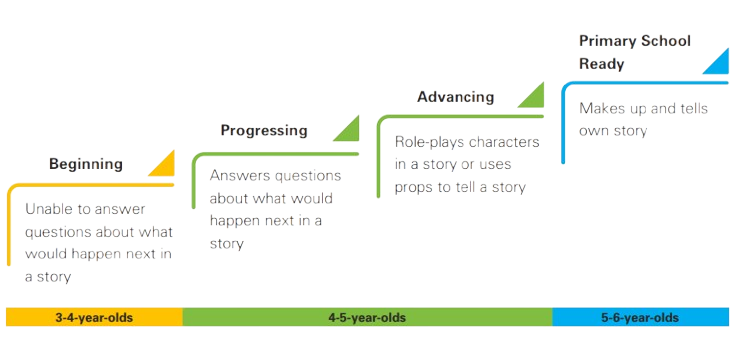 Beginning
Unable to answer
questions about what
would happen next in
a story
Progressing
Answers questions
about what would
happen next in a
story
Advancing
Role-plays characters
in a story or uses
props to tell a story
Primary School
Ready
Makes up and tells
own story
3-4-year-olds
4-5-year-olds
5-6-year-olds